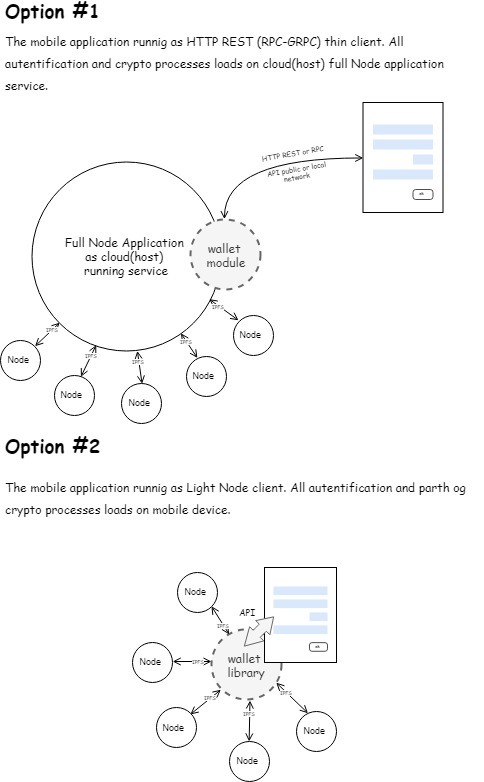 Option #1
The mobile application runnig as HTTP REST (RPC-GRPC) thin client. All
autentification and crypto processes loads on cloud(host) full Node application
service.
HTTP REST or RPC
API public or local
network
ok
Full Node Application
as cloud(host)
running service
wallet
module
IPFS
IPFS
IPFS
IPFS
IPFS
Node
Node
Node
Node
Node
Option #2
The mobile application runnig as Light Node client. All autentification and parth og
crypto processes loads on mobile device.
Node
API
IPFS
ok
Node
IPFS
wallet
library
IPFS
IPFS
IPFS
Node
Node
Node